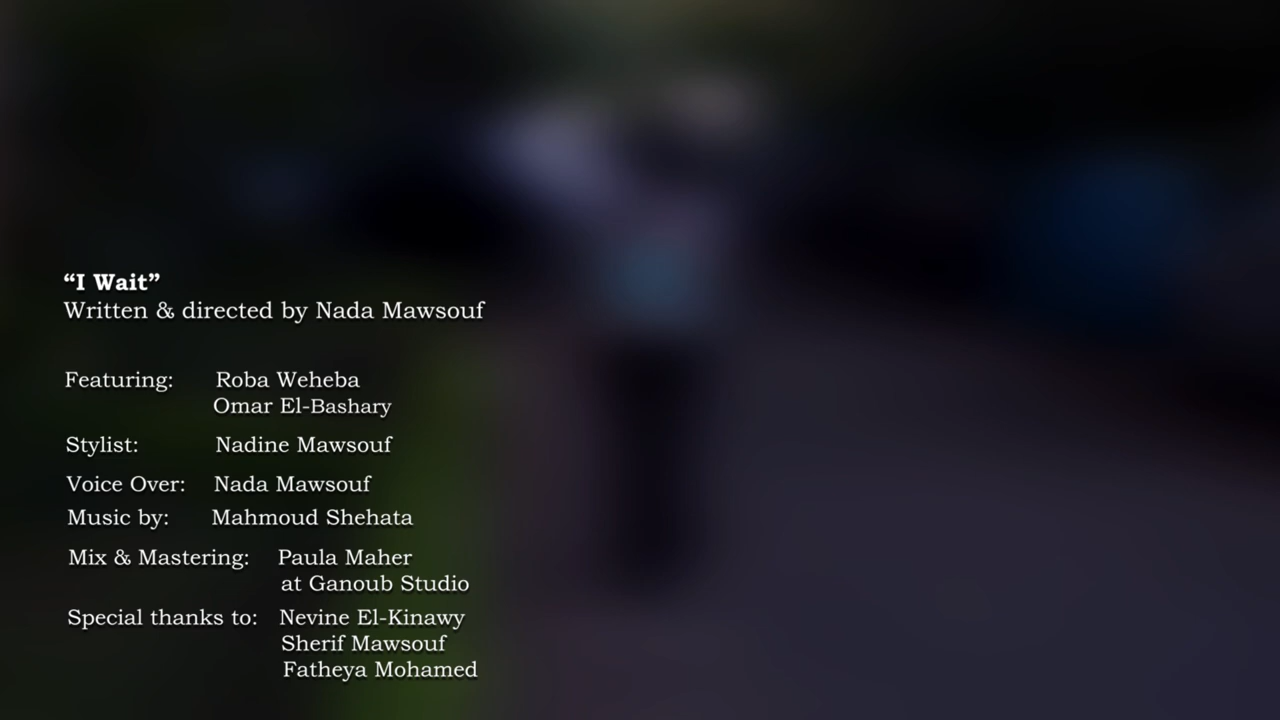 “I Wait”
Written & directed by Nada Mawsouf
Featuring: Roba Weheba
Omar El-Bashary
Stylist: Nadine Mawsouf
Voice Over: Nada Mawsouf
Music by: Mahmoud Shehata
Mix & Mastering: Paula Maher
at Ganoub Studio
Special thanks to: Nevine El-Kinawy
Sherif Mawsouf
Fatheya Mohamed